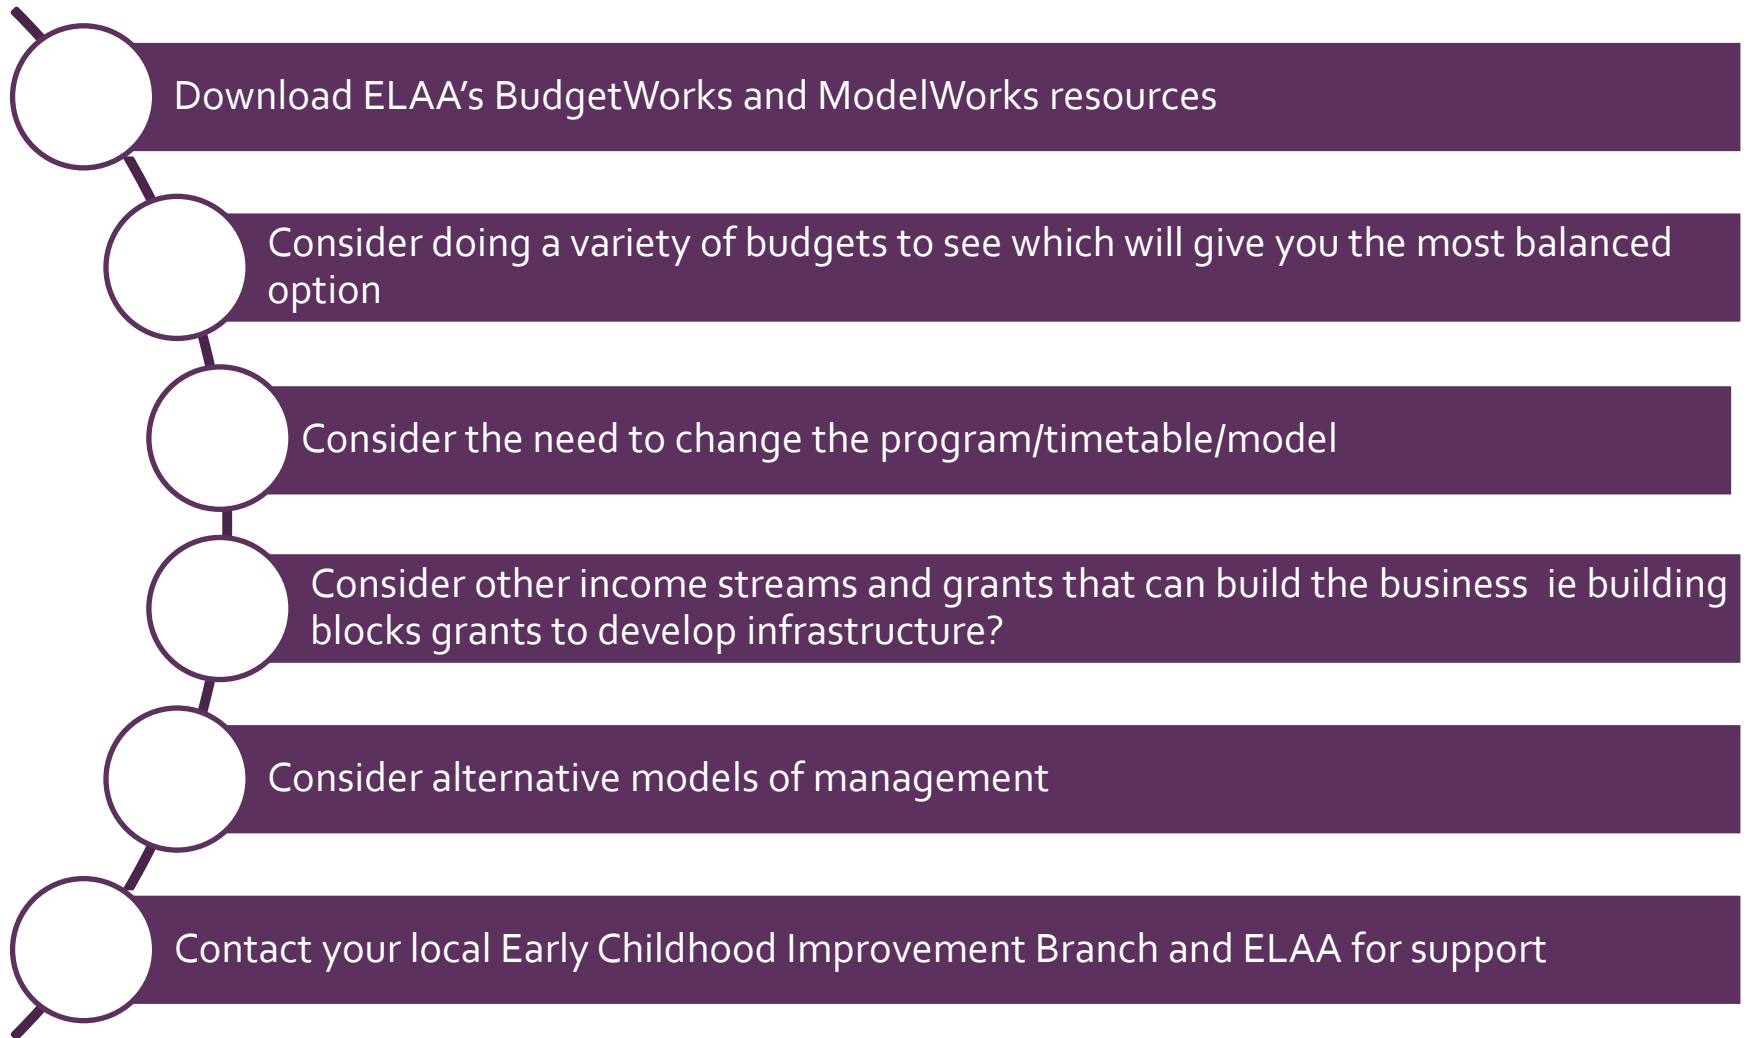 Download ELAA’s BudgetWorks and ModelWorks resources
Consider doing a variety of budgets to see which will give you the most balanced
option
Consider the need to change the program/timetable/model
Consider other income streams and grants that can build the business  ie building
blocks grants to develop infrastructure?
Consider alternative models of management
Contact your local Early Childhood Improvement Branch and ELAA for support